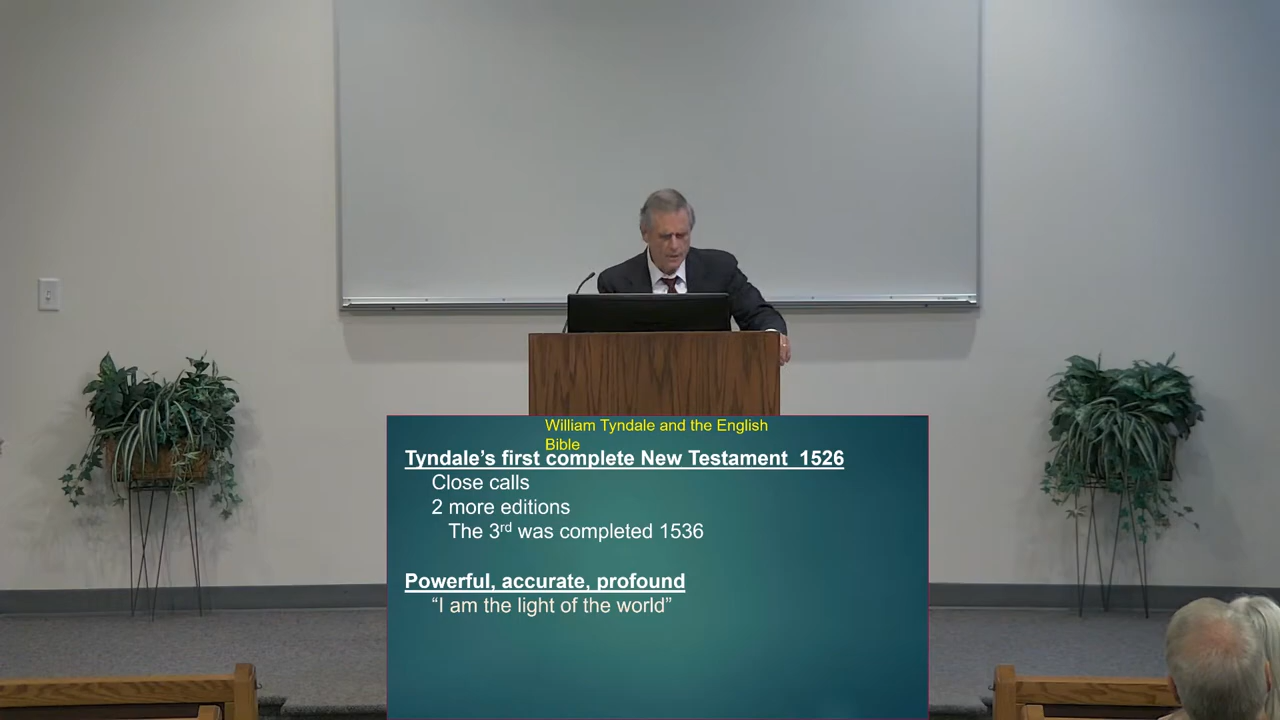 William Tyndale and the English
Bible
Tyndale’s first complete New Testament 1526
Close calls
2 more editions
The 3rd was completed 1536
Powerful, accurate, profound
“I am the light of the world”